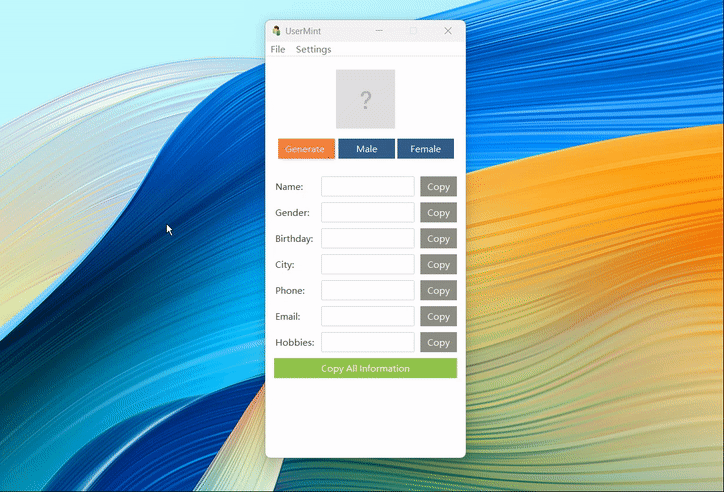 UserMint
File Settings
?
Generate Male Female
Name: Copy
Gender: Copy
Birthday: Copy
City: Copy
Phone: Copy
Email: Copy
Hobbies: Copy
Copy All Information